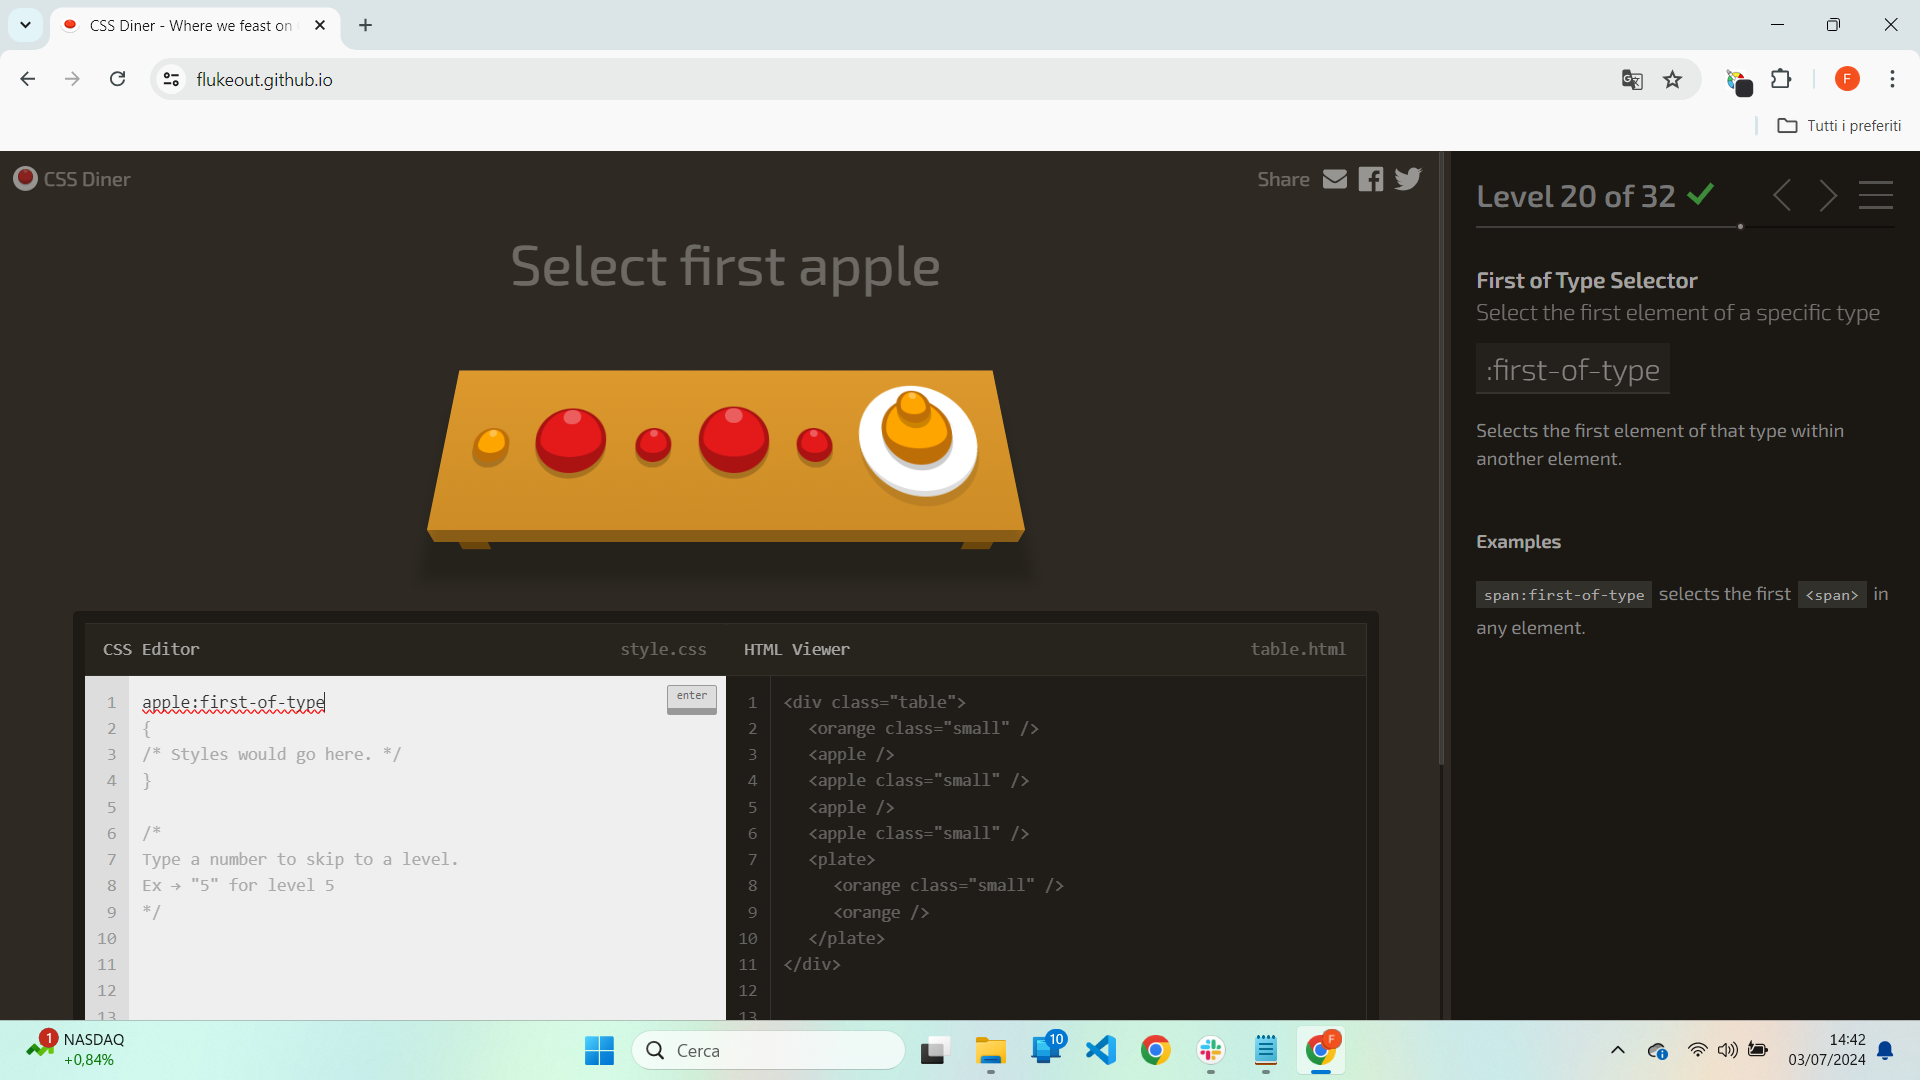 CSS Diner - Where we feast on
flukeout.github.io
F
Tutti i preferiti
CSS Diner
Share
Level 20 of 32
Select first apple
First of Type Selector
Select the first element of a specific type
:first-of-type
Selects the first element of that type within
another element.
Examples
span:first-of-type selects the first <span> in
any element.
CSS Editor style.css
HTML Viewer table.html
1 apple:first-of-type
enter
2 {
3 /* Styles would go here. */
4 }
5
6 /*
7 Type a number to skip to a level.
8 Ex → "5" for level 5
9 */
10
11
12
13
1 <div class="table">
2 <orange class="small" />
3 <apple />
4 <apple class="small" />
5 <apple />
6 <apple class="small" />
7 <plate>
8 <orange class="small" />
9 <orange />
10 </plate>
11 </div>
12
13
1
NASDAQ
+0,84%
Cerca
10
F
14:42
03/07/2024